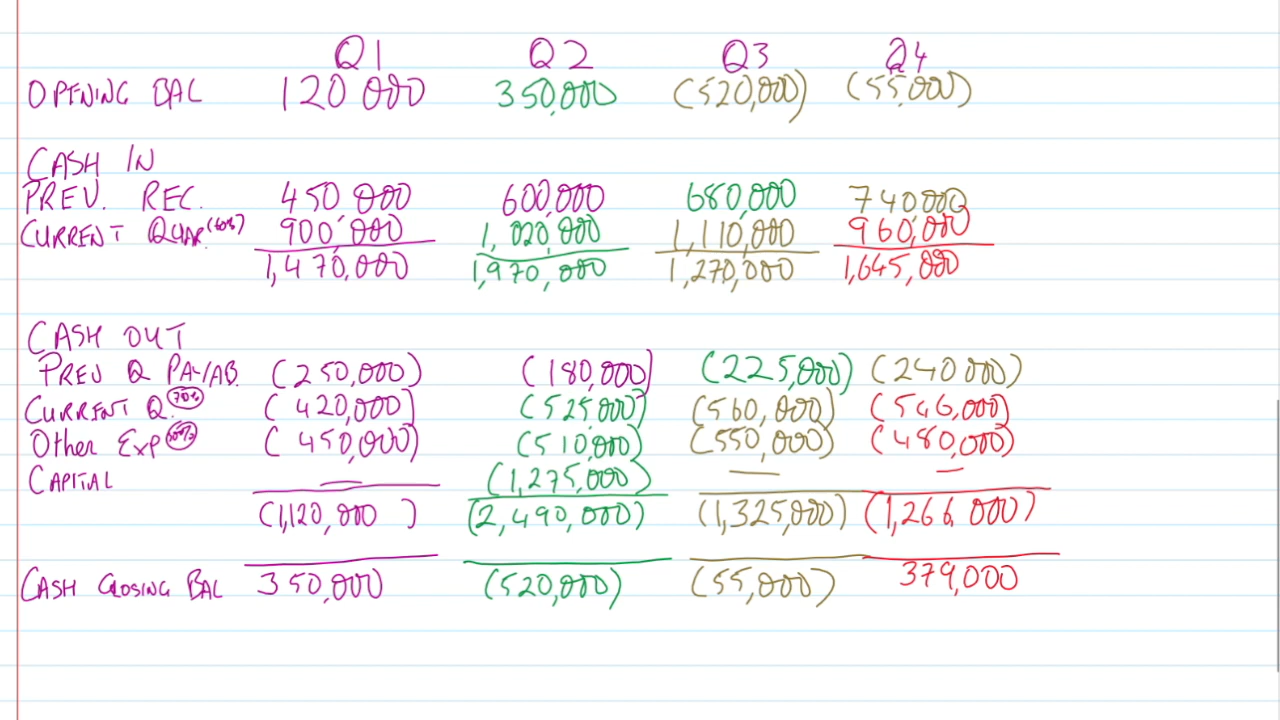 Q1 Q2 Q3 Q4
OPENING BAL 120 000 350,000 (520,000) (55,000)
CASH IN
PREV. REC. 450 000 600,000 680,000 740,000
CURRENT QUAR. (60%) 900,000 1,020,000 1,110,000 960,000
1,470,000 1,970,000 1,270,000 1,645,000
CASH OUT
PREV Q PAYAB. (250,000) (180,000) (225,000) (240 000)
CURRENT Q. 70% (420,000) (525,000) (560,000) (546,000)
Other Exp (450,000) (510,000) (550,000) (480,000)
CAPITAL — (1,275,000) — —
(1,120,000) (2,490,000) (1,325,000) (1,266,000)
CASH CLOSING BAL 350,000 (520,000) (55,000) 379,000